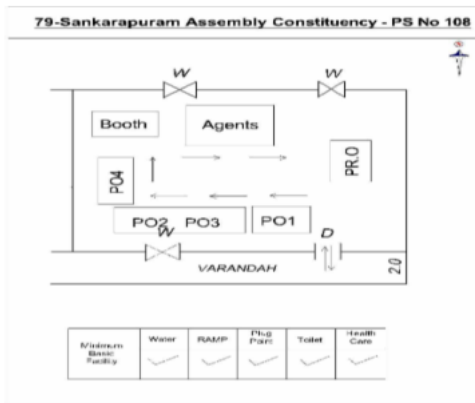 79-Sankarapuram Assembly Constituency - PS No 108
N
W W
Booth Agents
PO4 PR.O
PO2 PO3 PO1
W D
VARANDAH 2.0
Minimum Basic Facility Water RAMP Plug Point Toilet Health Care